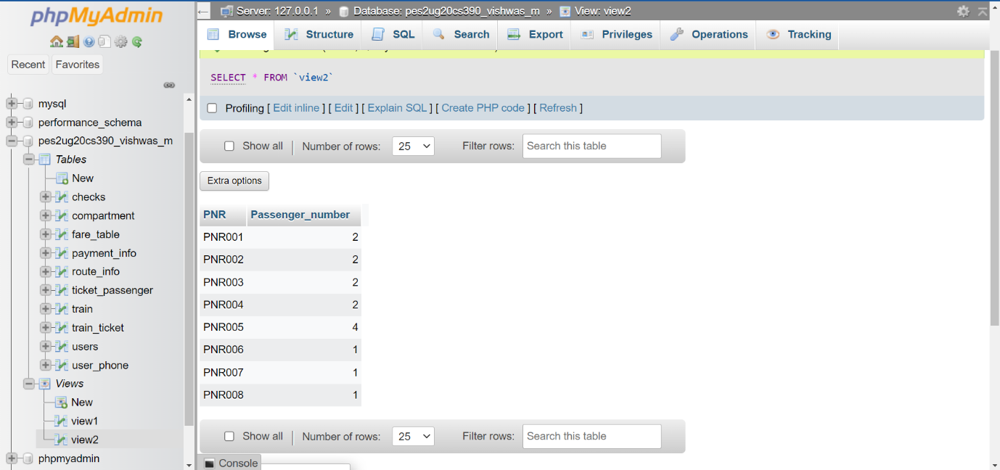 phpMyAdmin
Recent
Favorites
mysql
performance_schema
pes2ug20cs390_vishwas_m
Tables
New
checks
compartment
fare_table
payment_info
route_info
ticket_passenger
train
train_ticket
users
user_phone
Views
New
view1
view2
phpmyadmin
Server: 127.0.0.1 » Database: pes2ug20cs390_vishwas_m » View: view2
Browse Structure SQL Search Export Privileges Operations Tracking
SELECT * FROM `view2`
Profiling [ Edit inline ] [ Edit ] [ Explain SQL ] [ Create PHP code ] [ Refresh ]
Show all | Number of rows: 25 Filter rows: Search this table
Extra options
PNR Passenger_number
PNR001 2
PNR002 2
PNR003 2
PNR004 2
PNR005 4
PNR006 1
PNR007 1
PNR008 1
Show all | Number of rows: 25 Filter rows: Search this table
Console